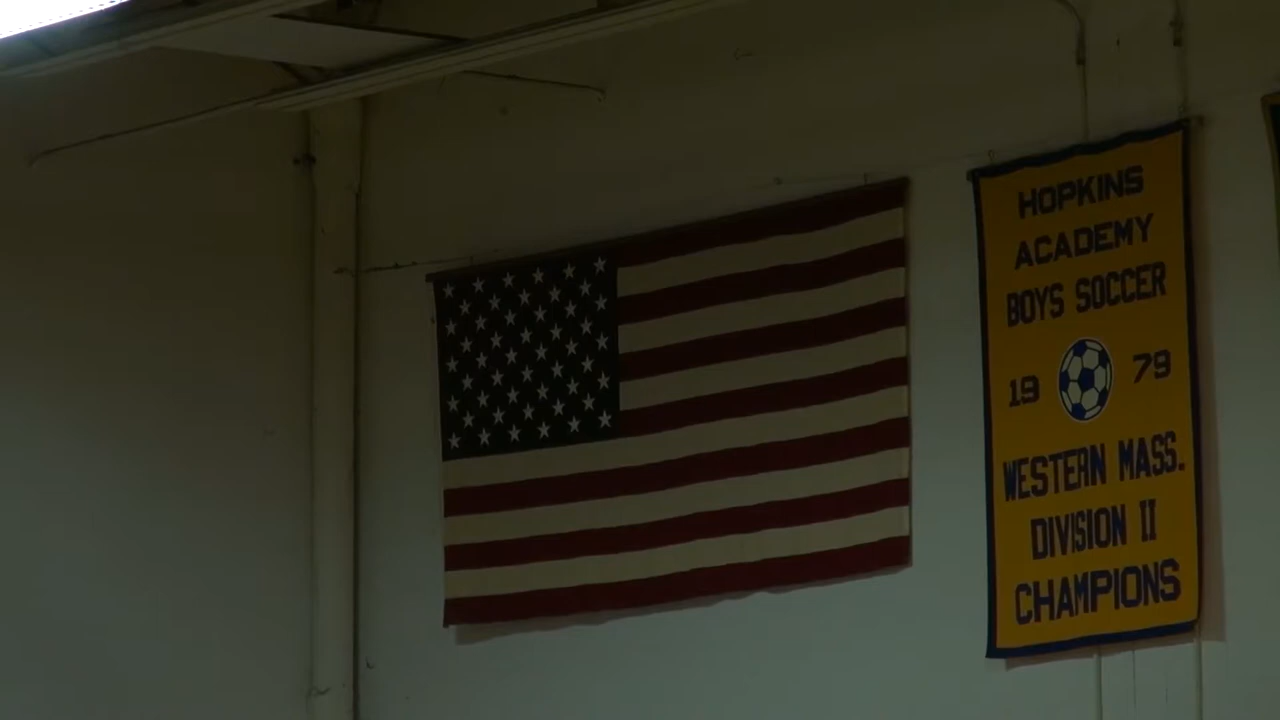 HOPKINS
ACADEMY
BOYS SOCCER
19 79
WESTERN MASS.
DIVISION II
CHAMPIONS